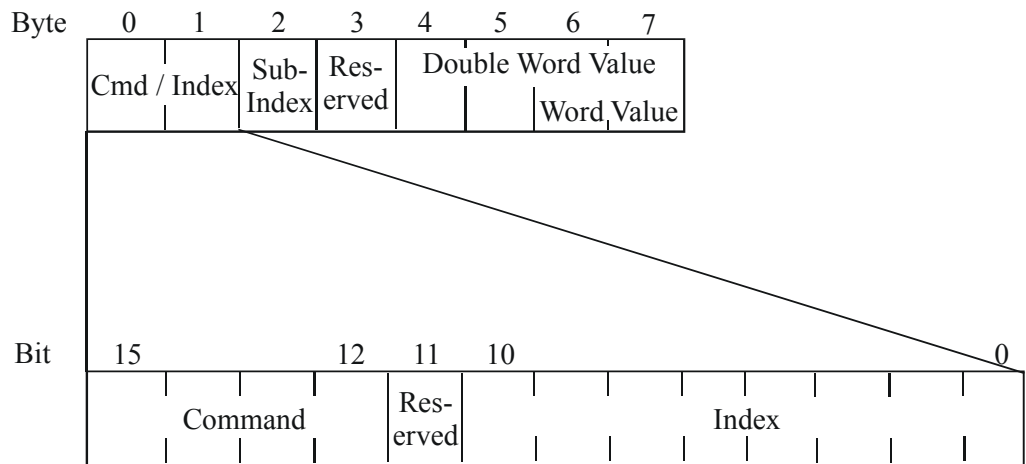 Byte 0 1 2 3 4 5 6 7
Cmd / Index Sub- Res- Double Word Value
Index erved Word Value
Bit 15 12 11 10 0
Command Res- Index
erved